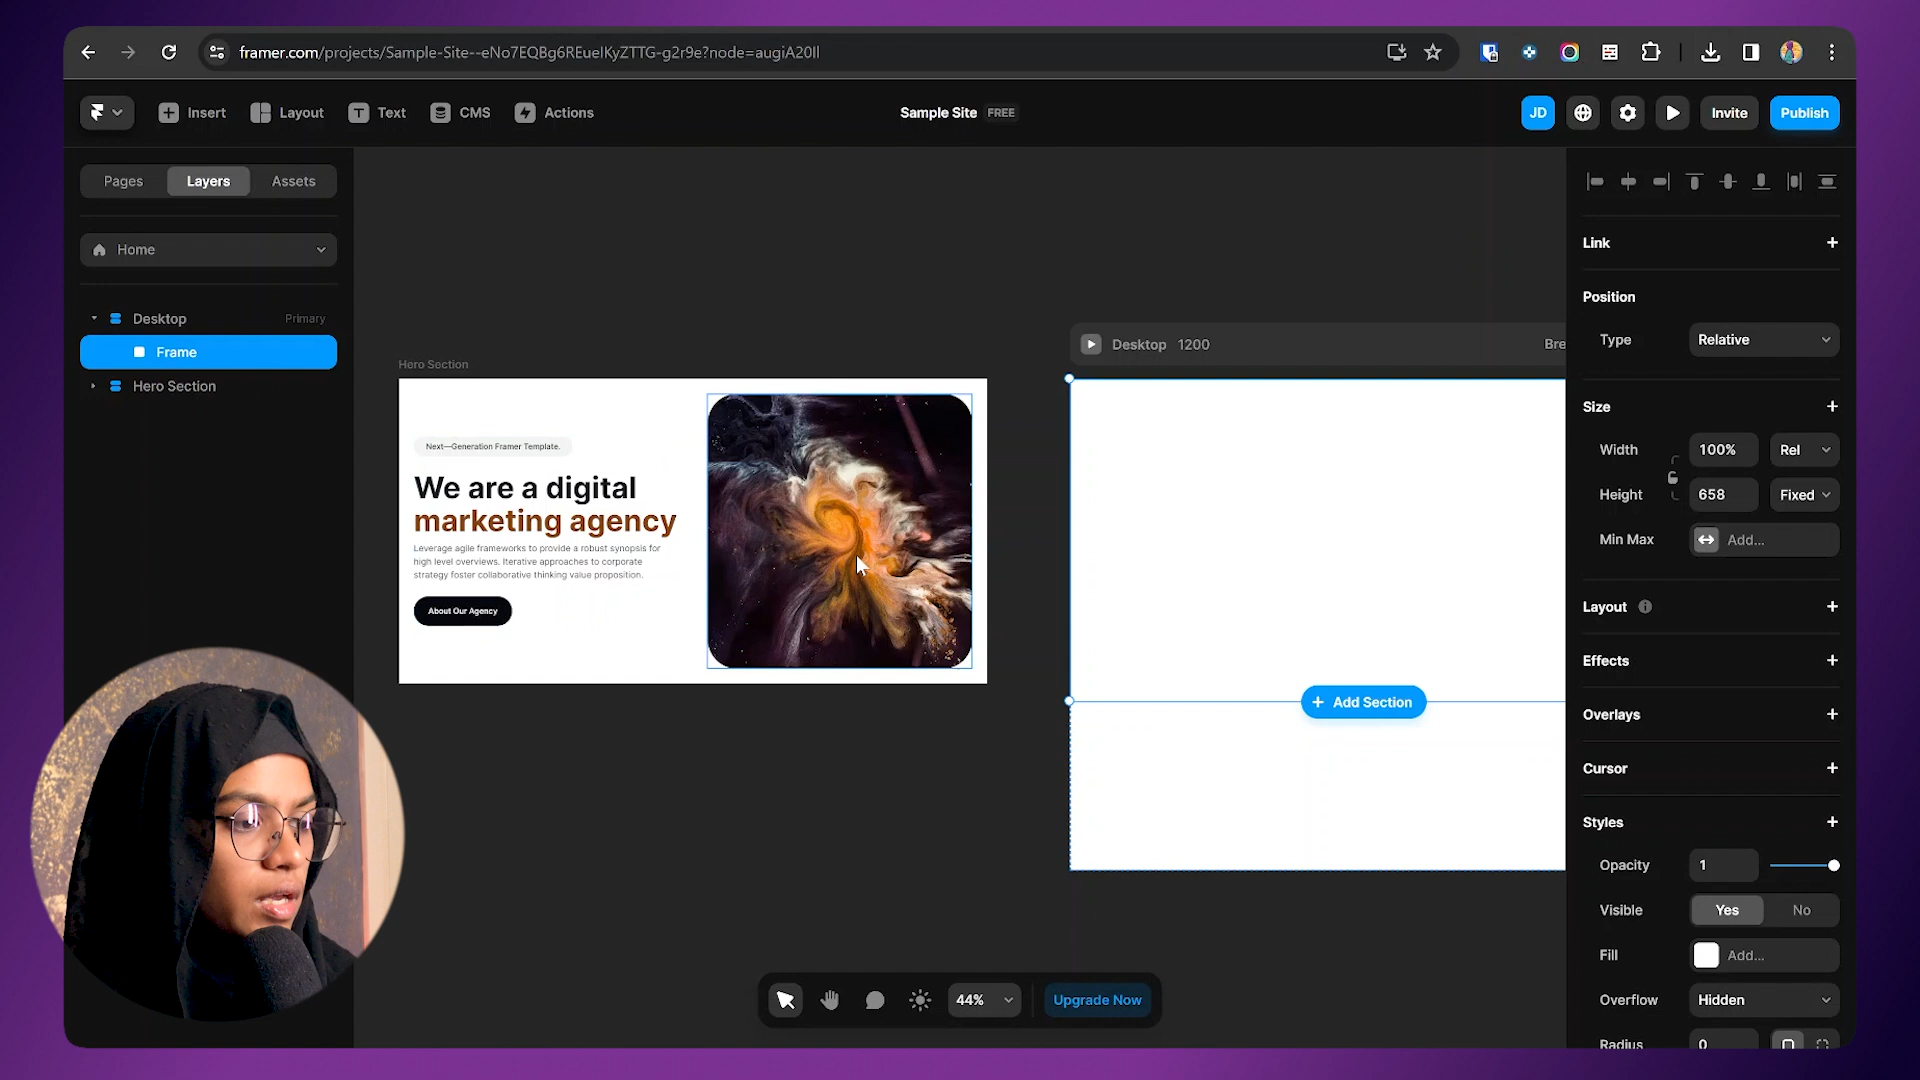 framer.com/projects/Sample-Site--eNo7EQBg6REuelKyZTTG-g2r9e?node=augiA20Il
Insert
Layout
Text
CMS
Actions
Sample Site FREE
JD
Invite
Publish
Pages
Layers
Assets
Home
Desktop Primary
Frame
Hero Section
Hero Section
Next—Generation Framer Template.
We are a digital
marketing agency
Leverage agile frameworks to provide a robust synopsis for
high level overviews. Iterative approaches to corporate
strategy foster collaborative thinking value proposition.
About Our Agency
Desktop 1200
Bre
Add Section
44%
Upgrade Now
Link
Position
Type Relative
Size
Width 100% Rel
Height 658 Fixed
Min Max Add...
Layout
Effects
Overlays
Cursor
Styles
Opacity 1
Visible Yes No
Fill Add...
Overflow Hidden
Radius 0